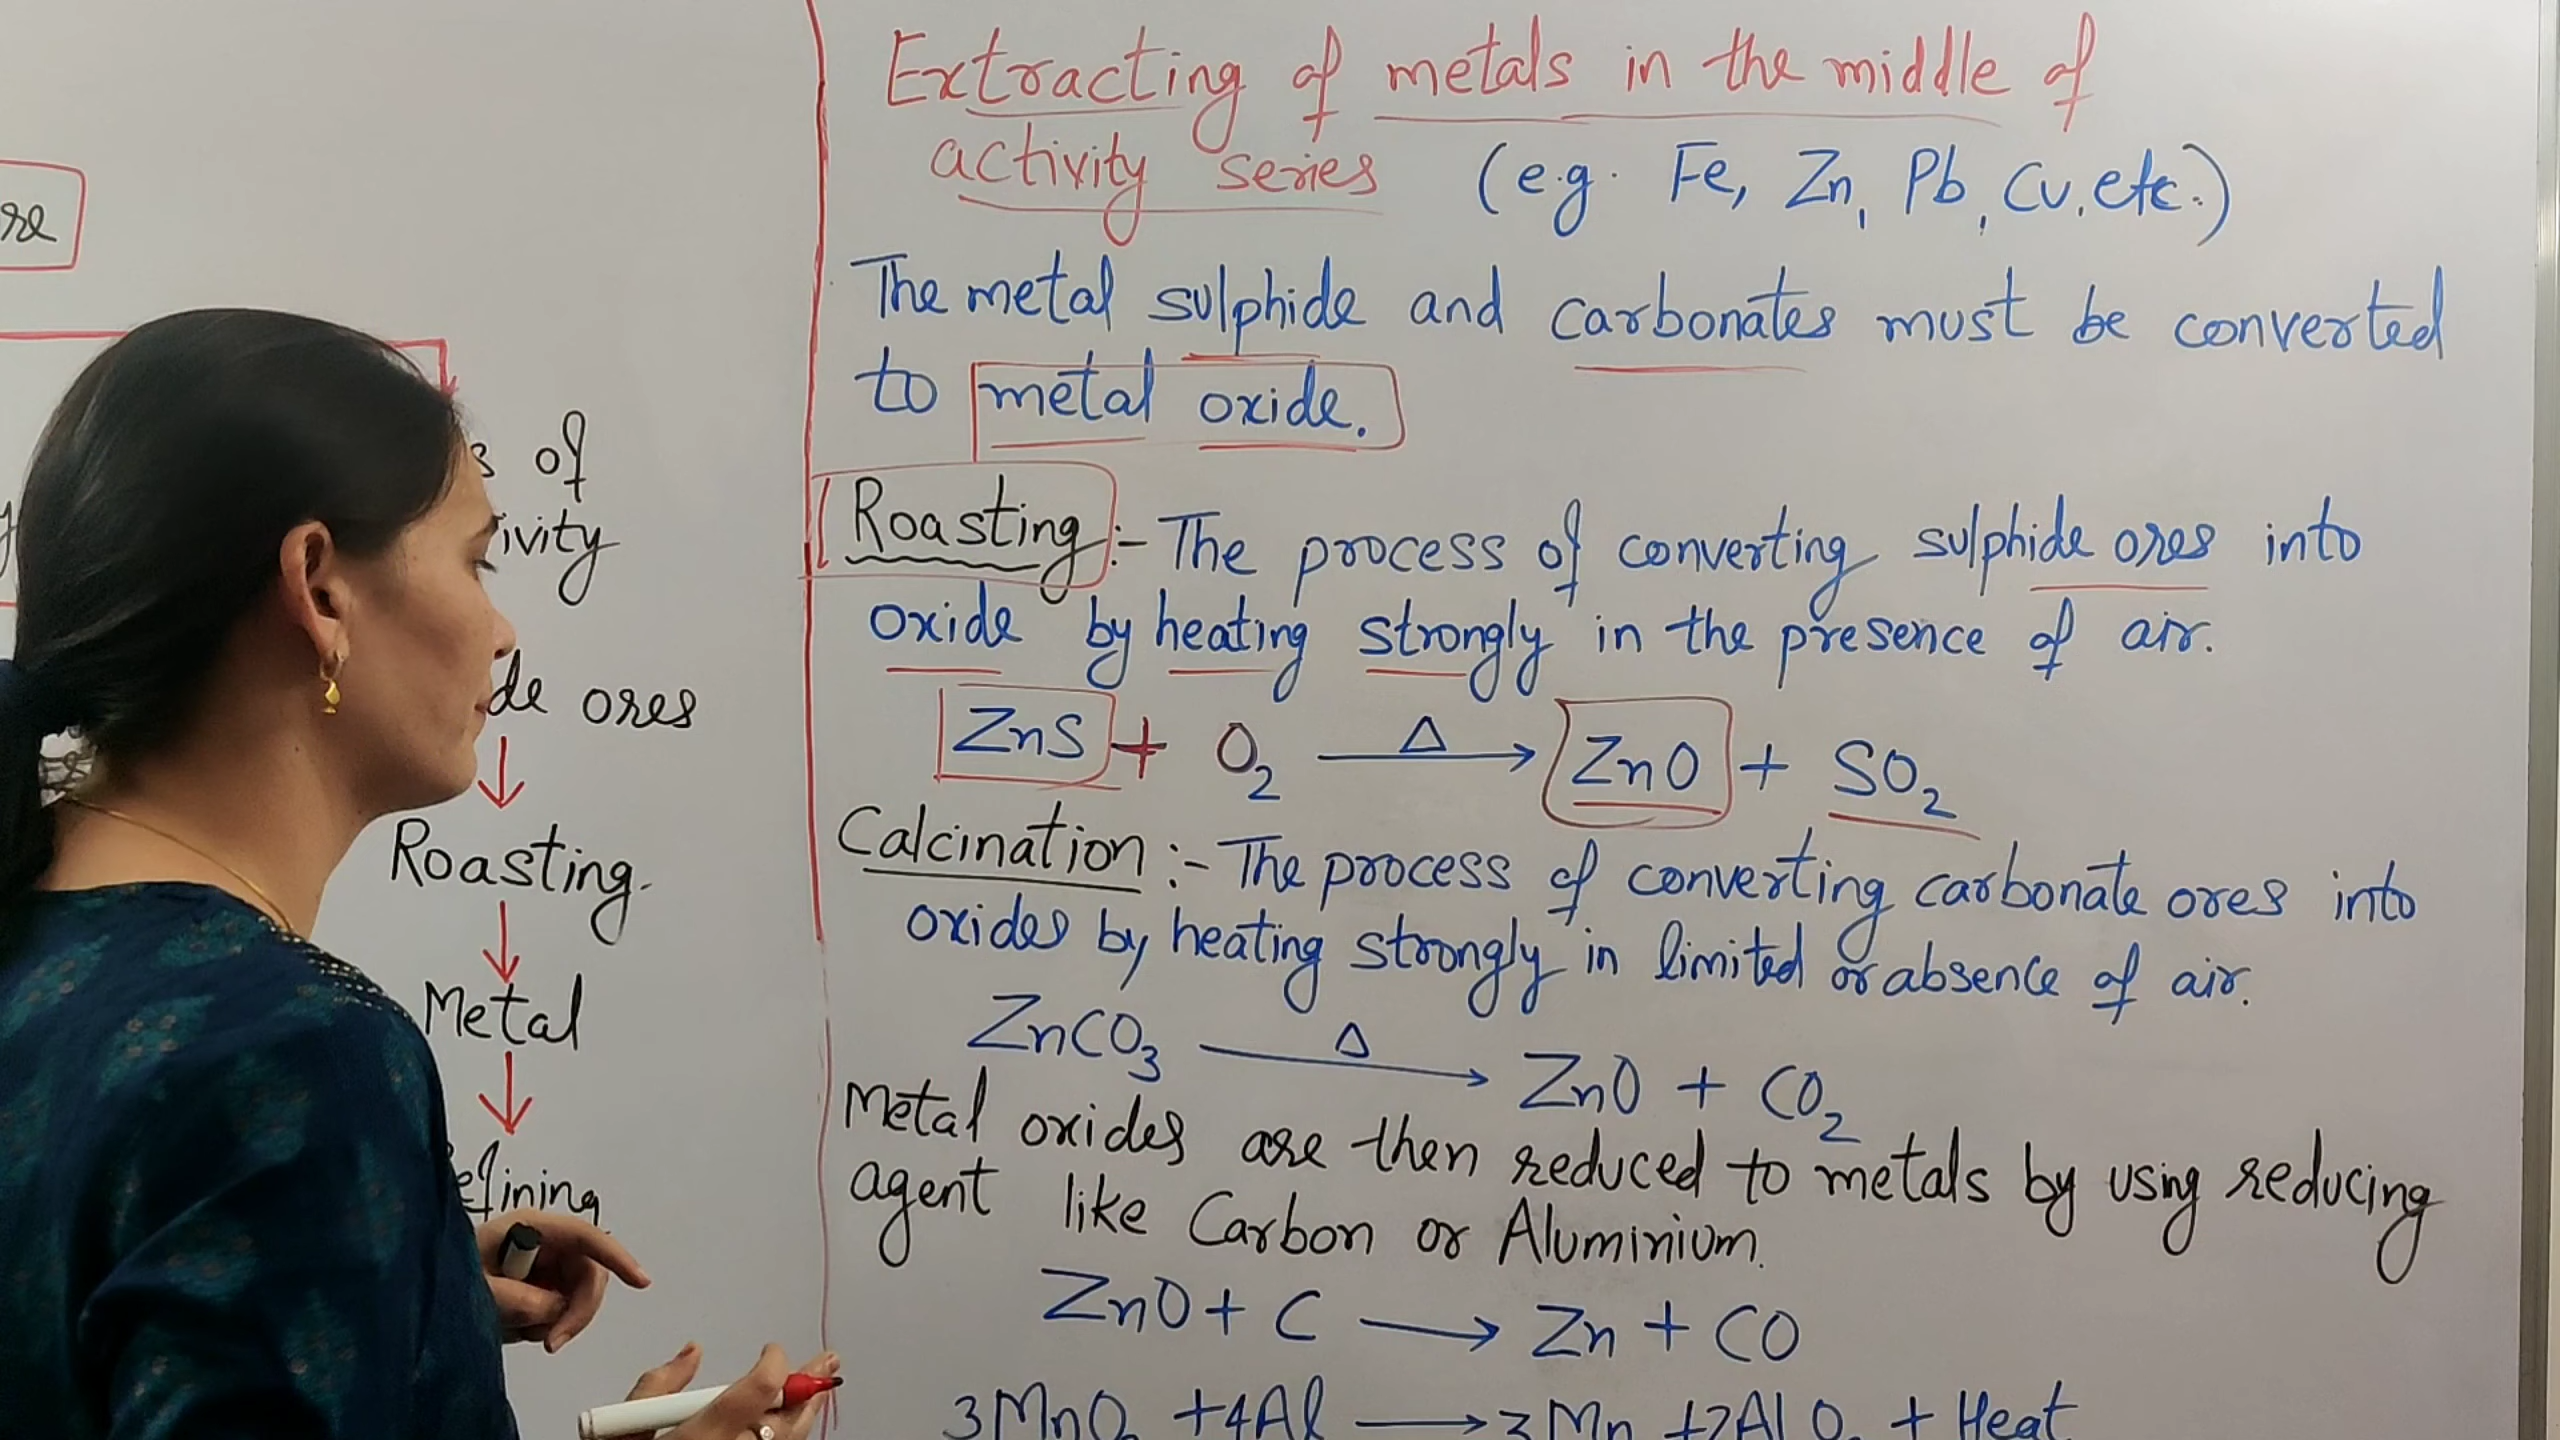 of
ores
Roasting
Metal
Extracting of metals in the middle of
activity series (e.g. Fe, Zn, Pb, Cu, etc.)
The metal sulphide and carbonates must be converted
to metal oxide.
Roasting :- The process of converting sulphide ores into
oxide by heating strongly in the presence of air.
ZnS + O₂ —Δ→ ZnO + SO₂
Calcination :- The process of converting carbonate ores into
oxides by heating strongly in limited or absence of air.
ZnCO₃ —Δ→ ZnO + CO₂
Metal oxides are then reduced to metals by using reducing
agent like Carbon or Aluminium.
ZnO + C → Zn + CO
+4Al → 3Mn + Heat